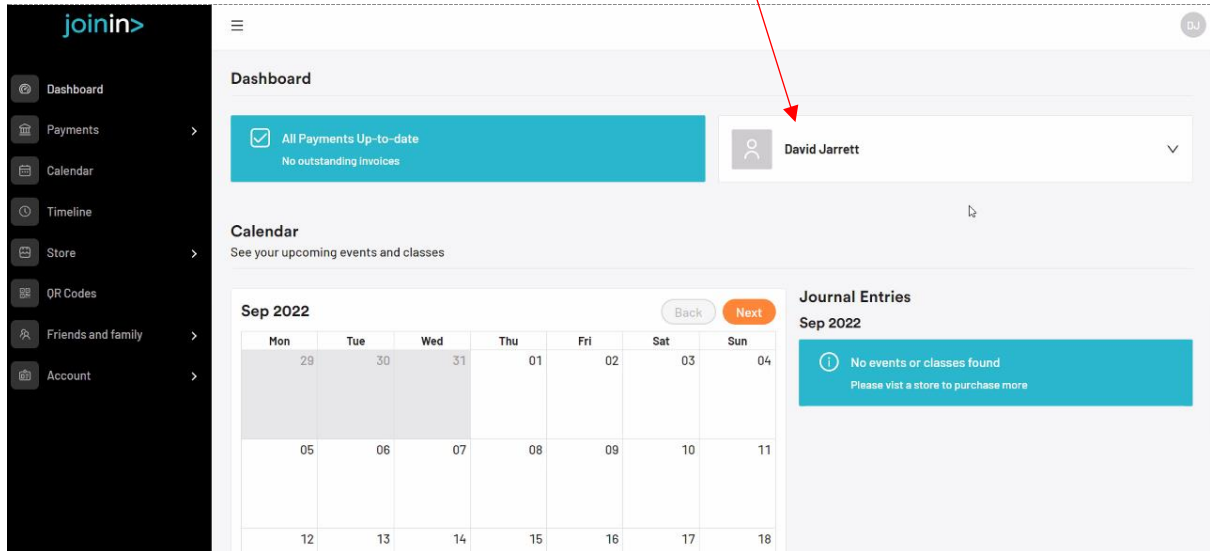 joinin>
DJ
Dashboard
Payments
Calendar
Timeline
Store
QR Codes
Friends and family
Account
Dashboard
All Payments Up-to-date
No outstanding invoices
David Jarrett
Calendar
See your upcoming events and classes
Sep 2022
Back Next
Mon Tue Wed Thu Fri Sat Sun
29 30 31 01 02 03 04
05 06 07 08 09 10 11
12 13 14 15 16 17 18
Journal Entries
Sep 2022
No events or classes found
Please vist a store to purchase more